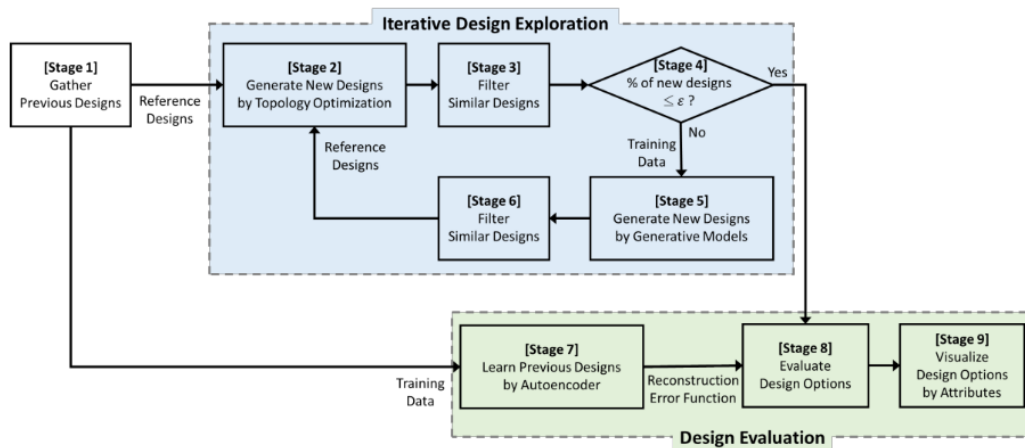 Iterative Design Exploration
[Stage 1]
Gather
Previous Designs
Reference
Designs
[Stage 2]
Generate New Designs
by Topology Optimization
[Stage 3]
Filter
Similar Designs
[Stage 4]
% of new designs
≤ ε ?
Yes
No
Training
Data
Reference
Designs
[Stage 6]
Filter
Similar Designs
[Stage 5]
Generate New Designs
by Generative Models
Training
Data
[Stage 7]
Learn Previous Designs
by Autoencoder
Reconstruction
Error Function
[Stage 8]
Evaluate
Design Options
[Stage 9]
Visualize
Design Options
by Attributes
Design Evaluation